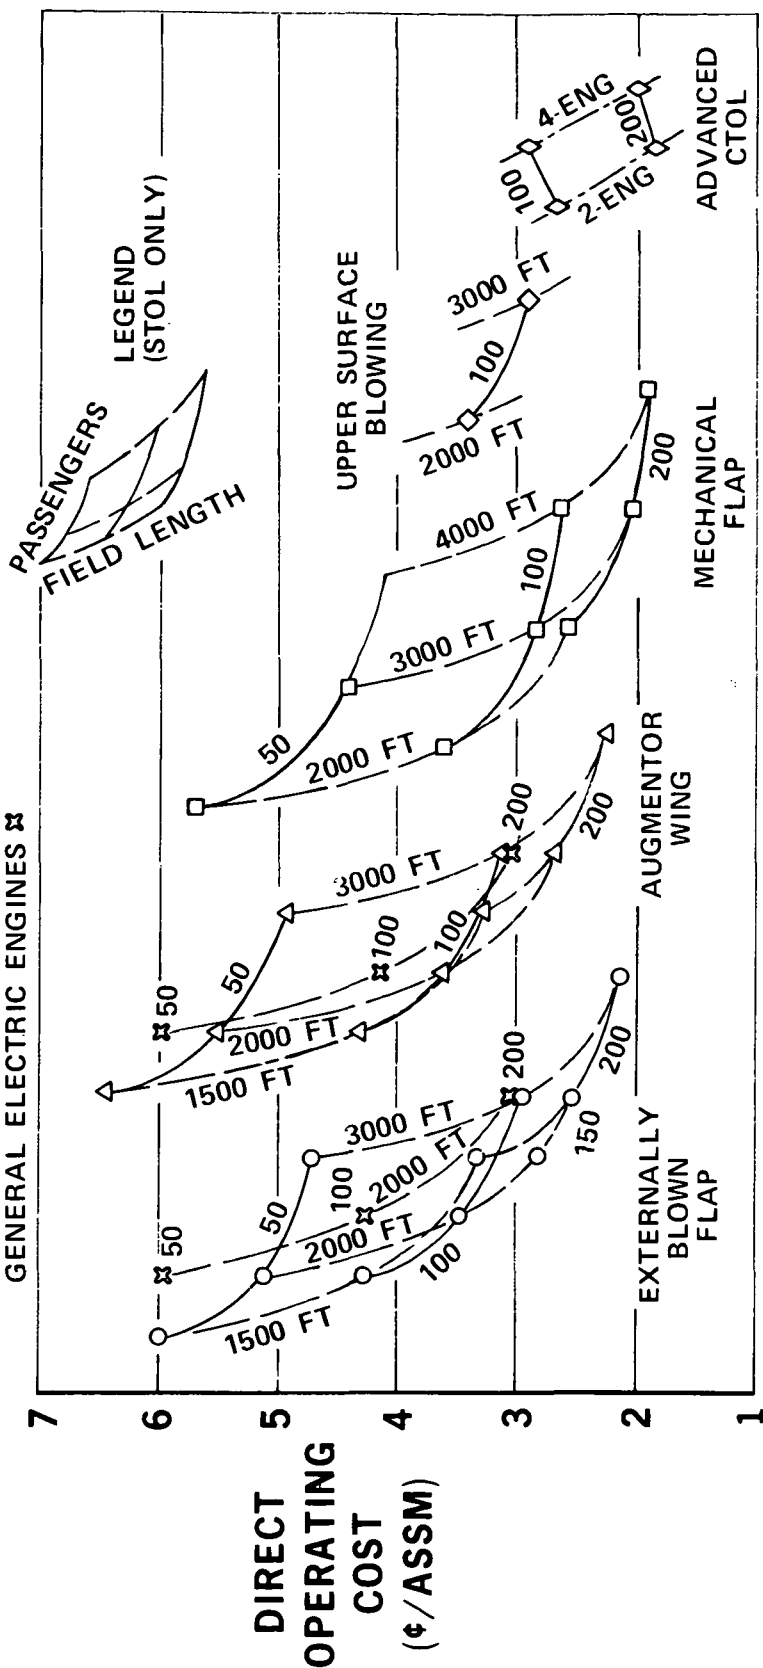 GENERAL ELECTRIC ENGINES
PASSENGERS
FIELD LENGTH
LEGEND
(STOL ONLY)
DIRECT
OPERATING
COST
(¢/ASSM)
7
6
5
4
3
2
1
50
50
100
1500 FT
2000 FT
2000 FT
3000 FT
100
200
150
200
EXTERNALLY
BLOWN
FLAP
50
50
100
1500 FT
2000 FT
3000 FT
100
200
200
AUGMENTOR
WING
50
2000 FT
3000 FT
4000 FT
100
200
MECHANICAL
FLAP
UPPER SURFACE
BLOWING
2000 FT
100
3000 FT
100
2-ENG
4-ENG
200
ADVANCED
CTOL